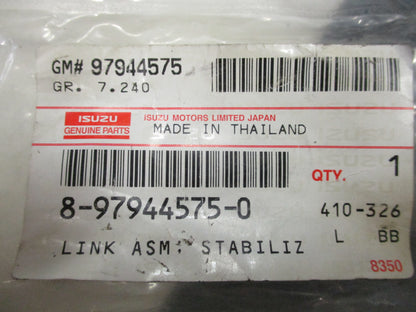 GM# 97944575
GR. 7.240
ISUZU
GENUINE PARTS
ISUZU MOTORS LIMITED JAPAN
MADE IN THAILAND
QTY. 1
8-97944575-0
410-326
LINK ASM; STABILIZ
L BB
8350